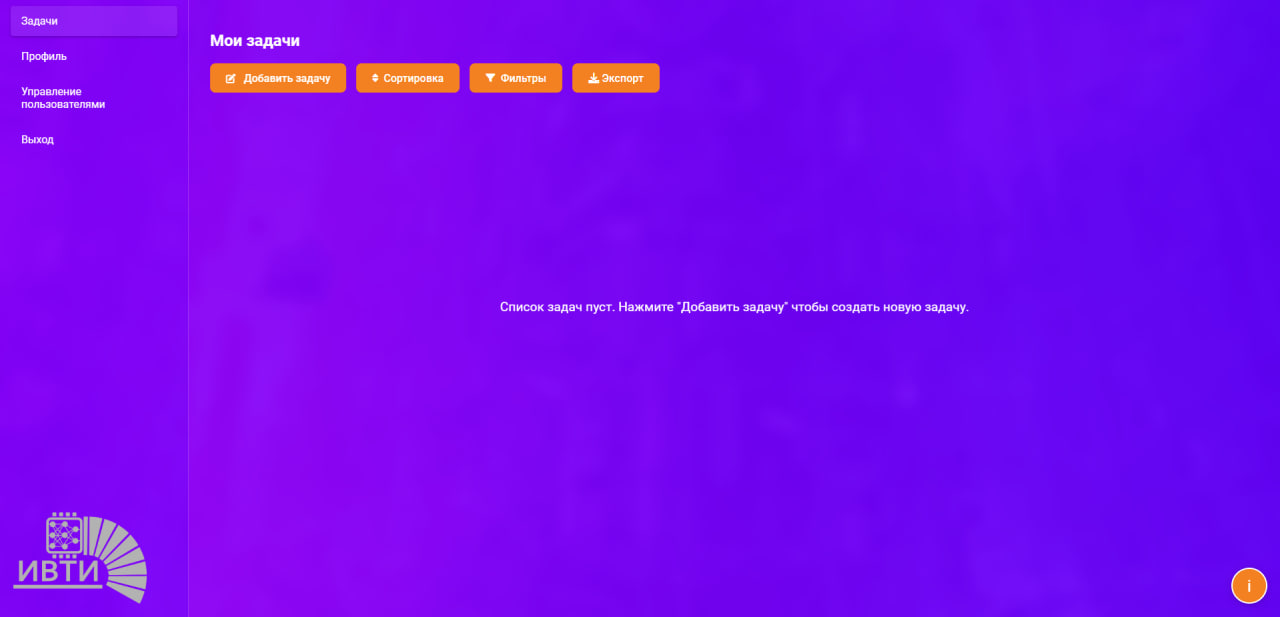 Задачи
Профиль
Управление
пользователями
Выход
Мои задачи
Добавить задачу
Сортировка
Фильтры
Экспорт
Список задач пуст. Нажмите "Добавить задачу" чтобы создать новую задачу.
ИВТИ
i